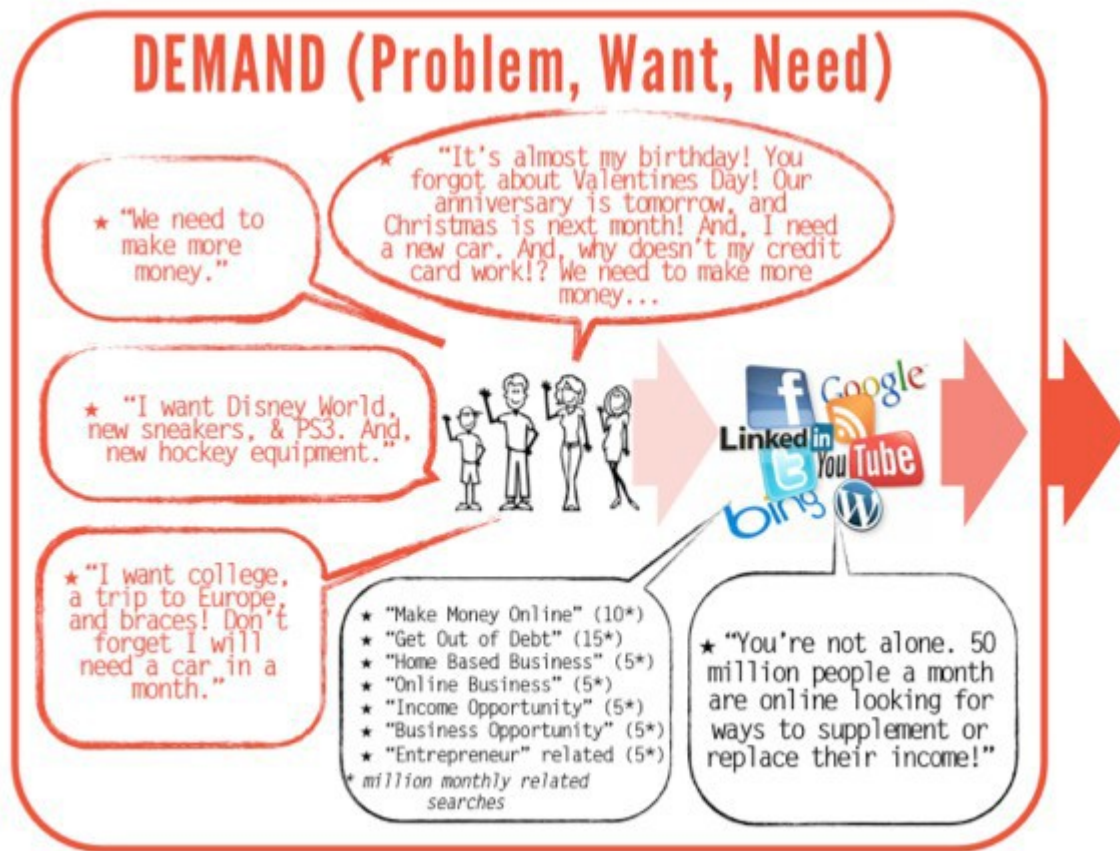 DEMAND (Problem, Want, Need)
★ "We need to
make more
money."
★ "It's almost my birthday! You
forgot about Valentines Day! Our
anniversary is tomorrow, and
Christmas is next month! And, I need
a new car. And, why doesn't my credit
card work!? We need to make more
money...
★ "I want Disney World,
new sneakers, & PS3. And,
new hockey equipment."
★ "I want college,
a trip to Europe,
and braces! Don't
forget I will
need a car in a
month."
f
Google
Linked in
t
You Tube
bing
W
★ "Make Money Online" (10*)
★ "Get Out of Debt" (15*)
★ "Home Based Business" (5*)
★ "Online Business" (5*)
★ "Income Opportunity" (5*)
★ "Business Opportunity" (5*)
★ "Entrepreneur" related (5*)
* million monthly related
searches
★ "You're not alone. 50
million people a month
are online looking for
ways to supplement or
replace their income!"